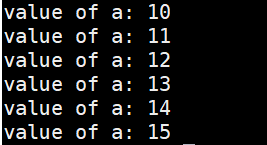 value of a: 10
value of a: 11
value of a: 12
value of a: 13
value of a: 14
value of a: 15